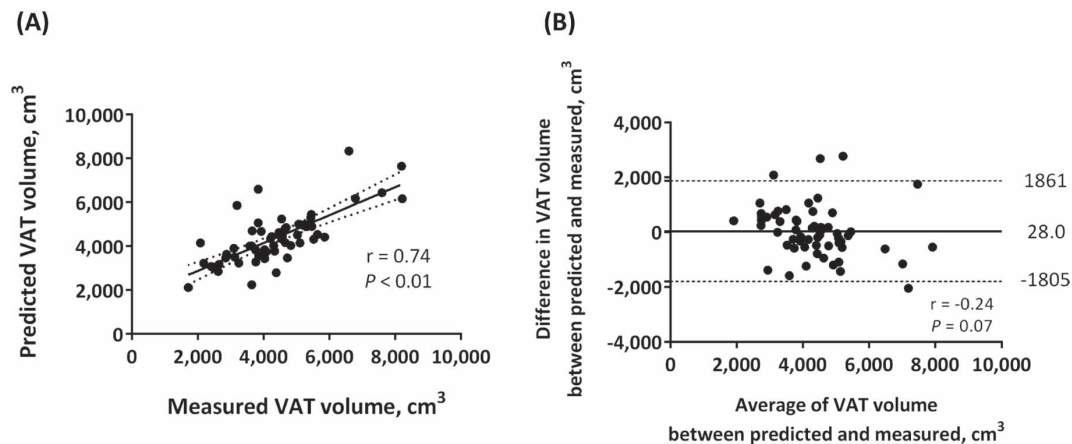 (A)
Predicted VAT volume, cm³
10,000
8,000
6,000
4,000
2,000
0
0 2,000 4,000 6,000 8,000 10,000
r = 0.74
P < 0.01
Measured VAT volume, cm³
(B)
Difference in VAT volume
between predicted and measured, cm³
4,000
2,000
0
-2,000
-4,000
0 2,000 4,000 6,000 8,000 10,000
1861
28.0
-1805
r = -0.24
P = 0.07
Average of VAT volume
between predicted and measured, cm³